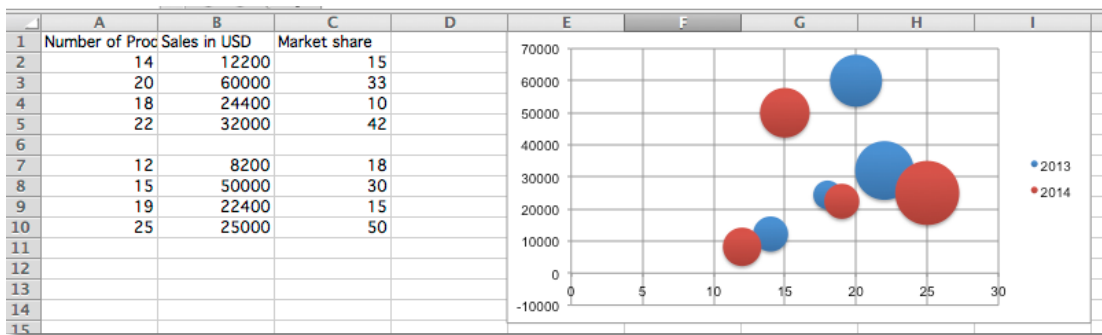 A B C D E F G H I
1 Number of Proc Sales in USD Market share
2 14 12200 15
3 20 60000 33
4 18 24400 10
5 22 32000 42
6
7 12 8200 18
8 15 50000 30
9 19 22400 15
10 25 25000 50
11
12
13
14
15
70000
60000
50000
40000
30000
20000
10000
0
-10000
0 5 10 15 20 25 30
2013
2014